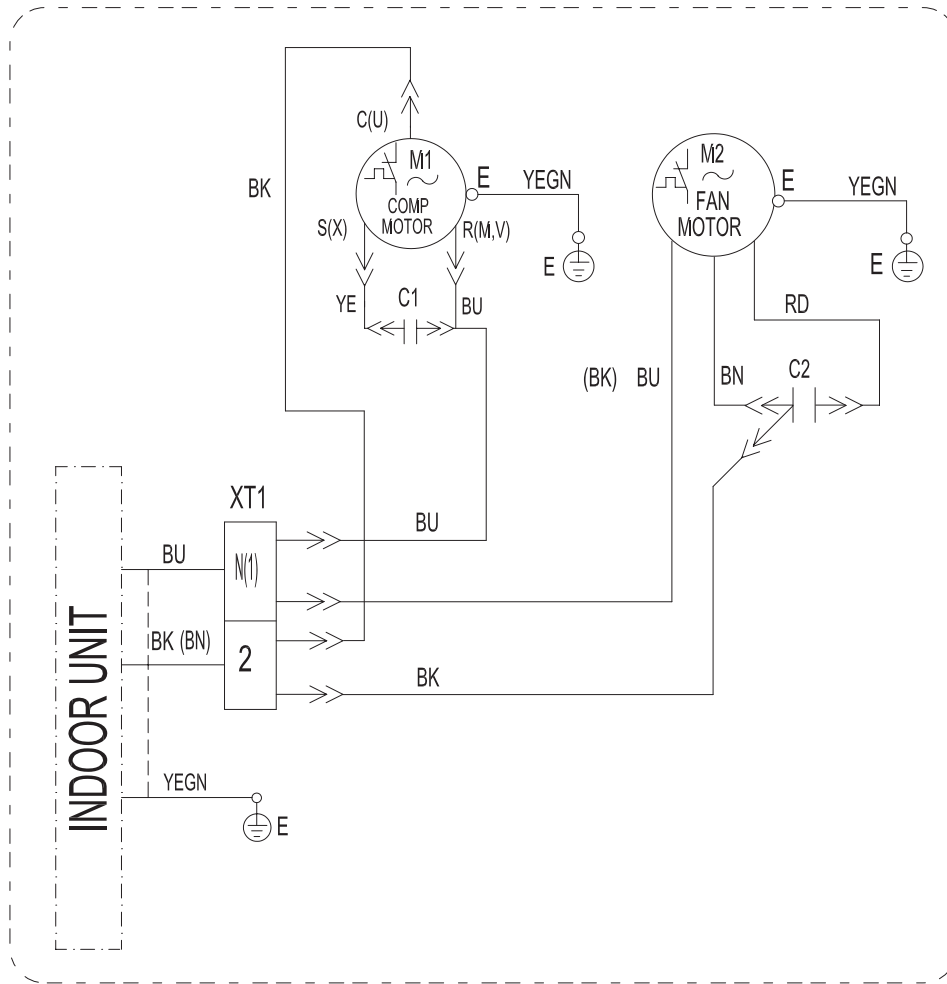 C(U)
M1
COMP
MOTOR
E
YEGN
BK
S(X)
R(M,V)
E
YE
C1
BU
M2
FAN
MOTOR
E
YEGN
E
RD
(BK) BU
BN
C2
XT1
BU
N(1)
BU
BK (BN)
2
BK
INDOOR UNIT
YEGN
E